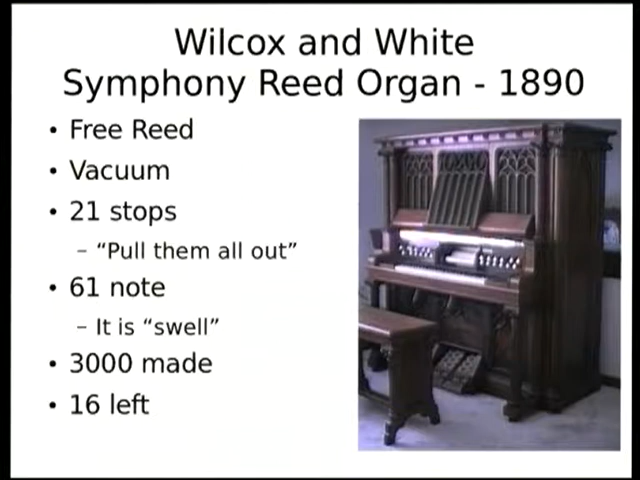 Wilcox and White
Symphony Reed Organ - 1890
• Free Reed
• Vacuum
• 21 stops
– “Pull them all out”
• 61 note
– It is “swell”
• 3000 made
• 16 left